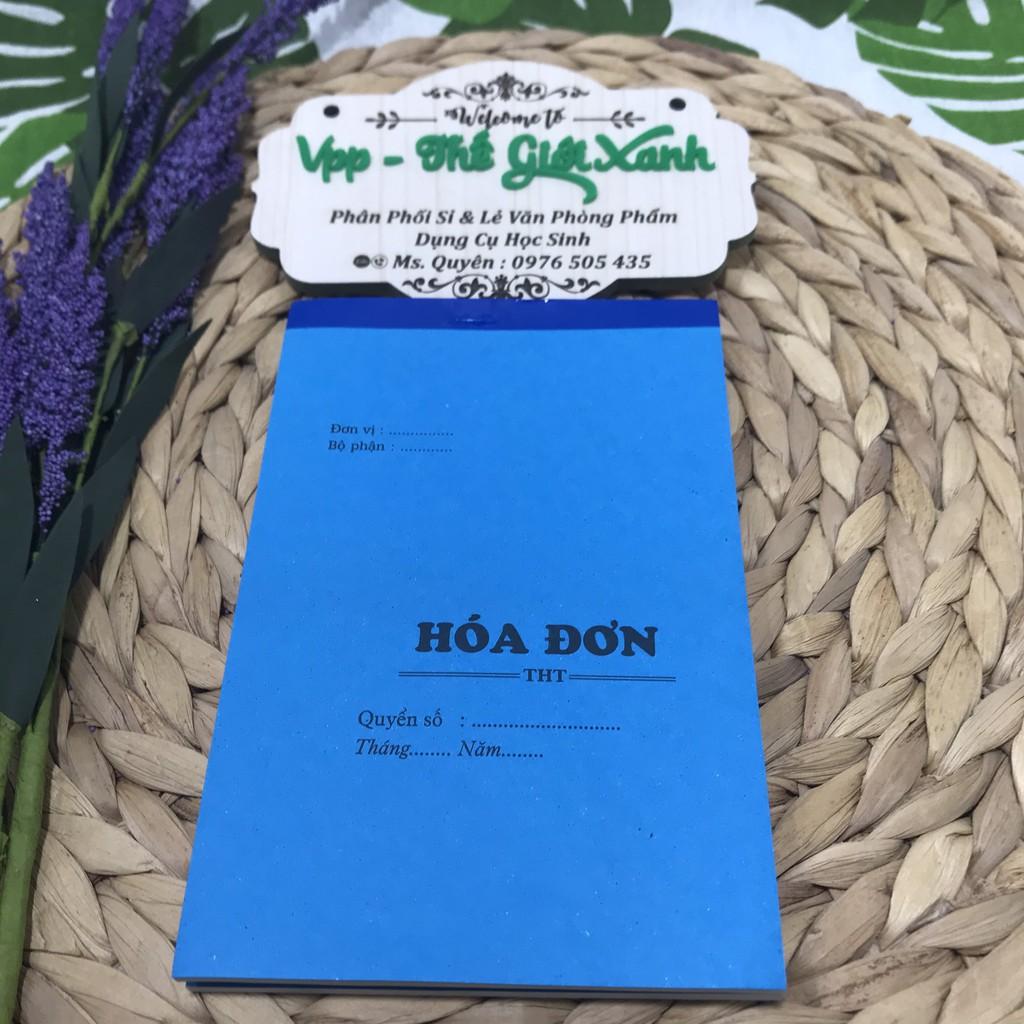 Welcome to
Vpp - Thế Giới Xanh
Phân Phối Sỉ & Lẻ Văn Phòng Phẩm
Dụng Cụ Học Sinh
Ms. Quyên : 0976 505 435
Đơn vị : ...............
Bộ phận : ............
HÓA ĐƠN
THT
Quyển số : ............................
Tháng........ Năm........